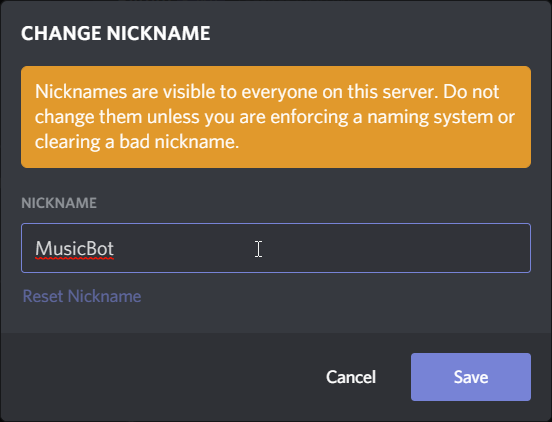 CHANGE NICKNAME
Nicknames are visible to everyone on this server. Do not
change them unless you are enforcing a naming system or
clearing a bad nickname.
NICKNAME
MusicBot
Reset Nickname
Cancel
Save